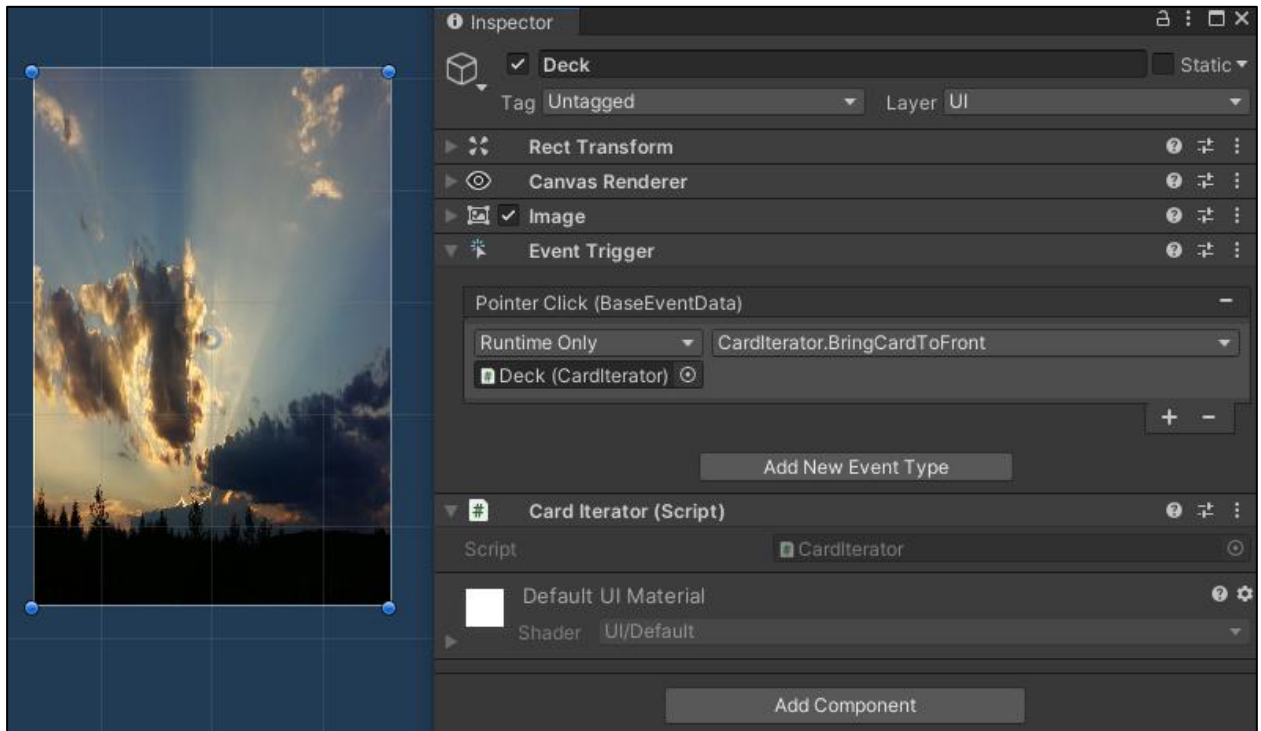 Inspector
Deck
Static
Tag Untagged Layer UI
Rect Transform
Canvas Renderer
Image
Event Trigger
Pointer Click (BaseEventData)
Runtime Only CardIterator.BringCardToFront
Deck (CardIterator)
Add New Event Type
# Card Iterator (Script)
Script CardIterator
Default UI Material
Shader UI/Default
Add Component